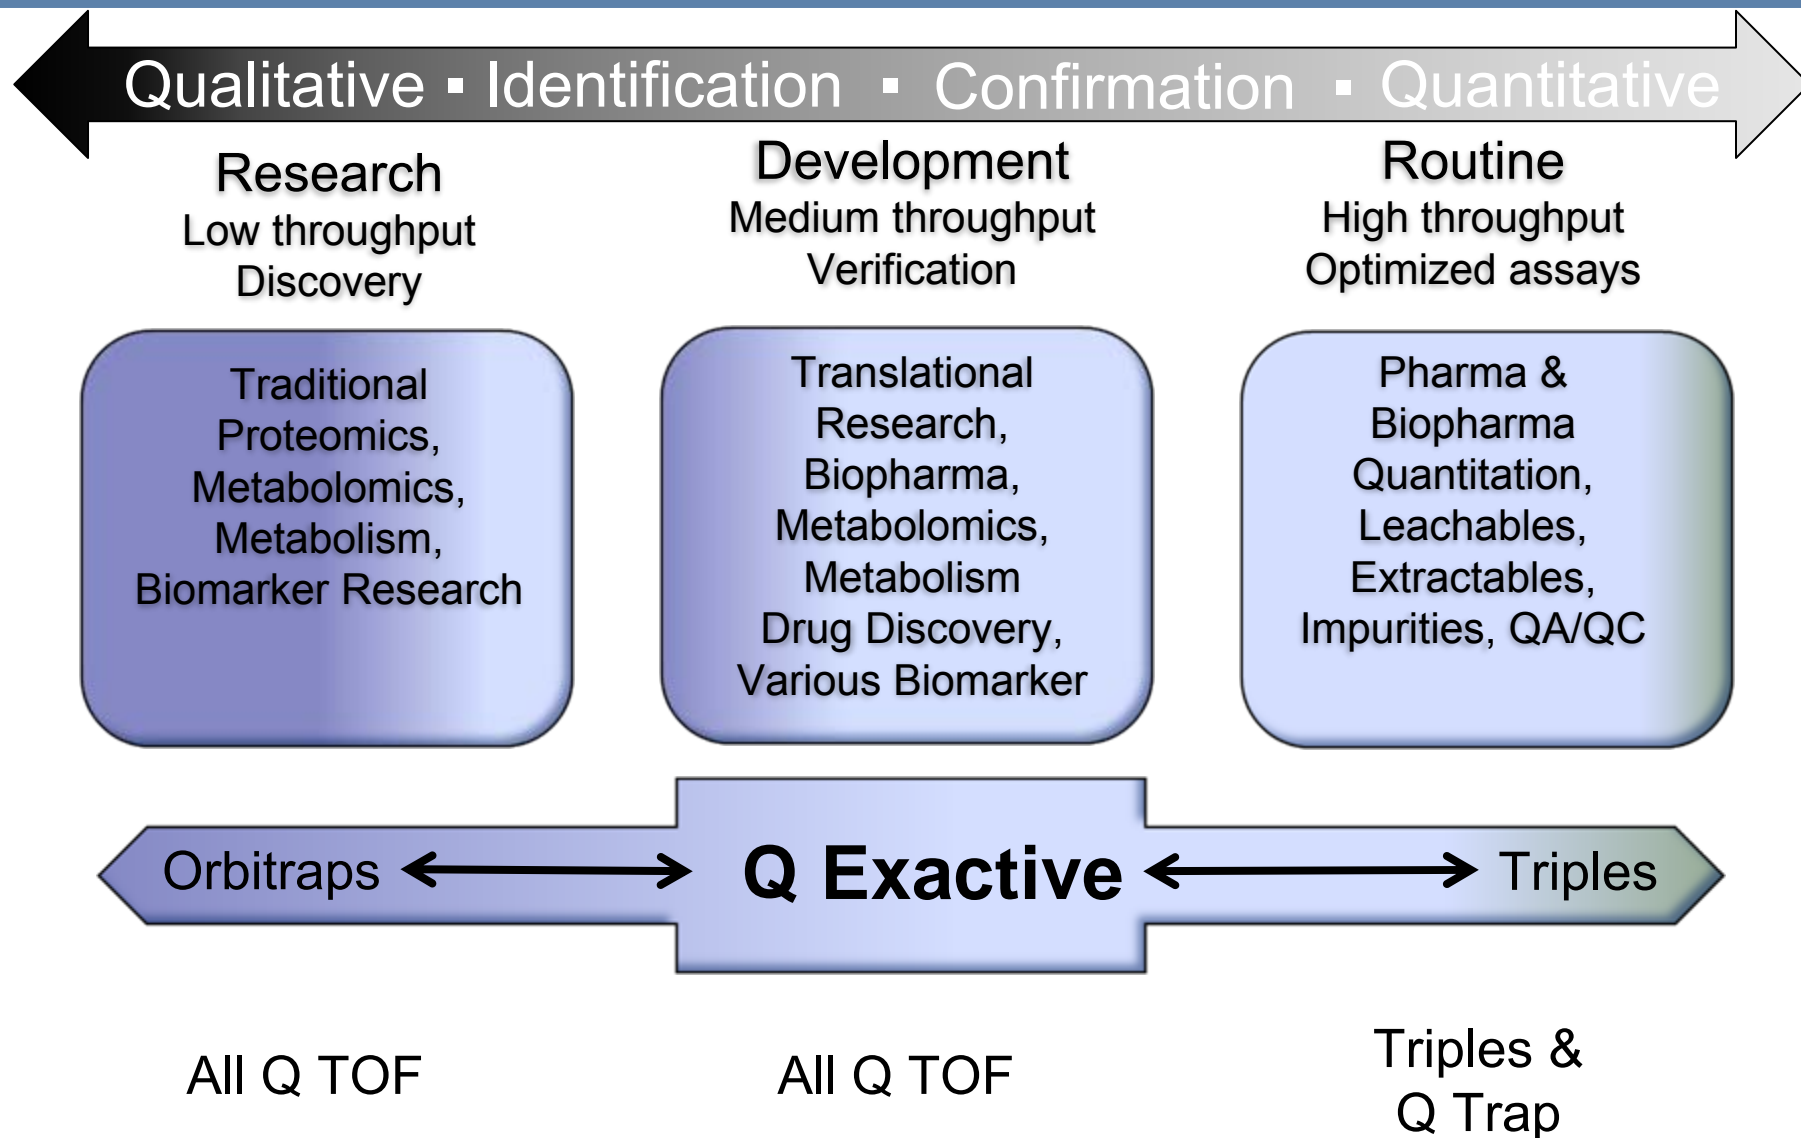 Qualitative ▪ Identification ▪ Confirmation ▪ Quantitative
Research
Low throughput
Discovery
Development
Medium throughput
Verification
Routine
High throughput
Optimized assays
Traditional
Proteomics,
Metabolomics,
Metabolism,
Biomarker Research
Translational
Research,
Biopharma,
Metabolomics,
Metabolism
Drug Discovery,
Various Biomarker
Pharma &
Biopharma
Quantitation,
Leachables,
Extractables,
Impurities, QA/QC
Orbitraps
Q Exactive
Triples
All Q TOF
All Q TOF
Triples &
Q Trap